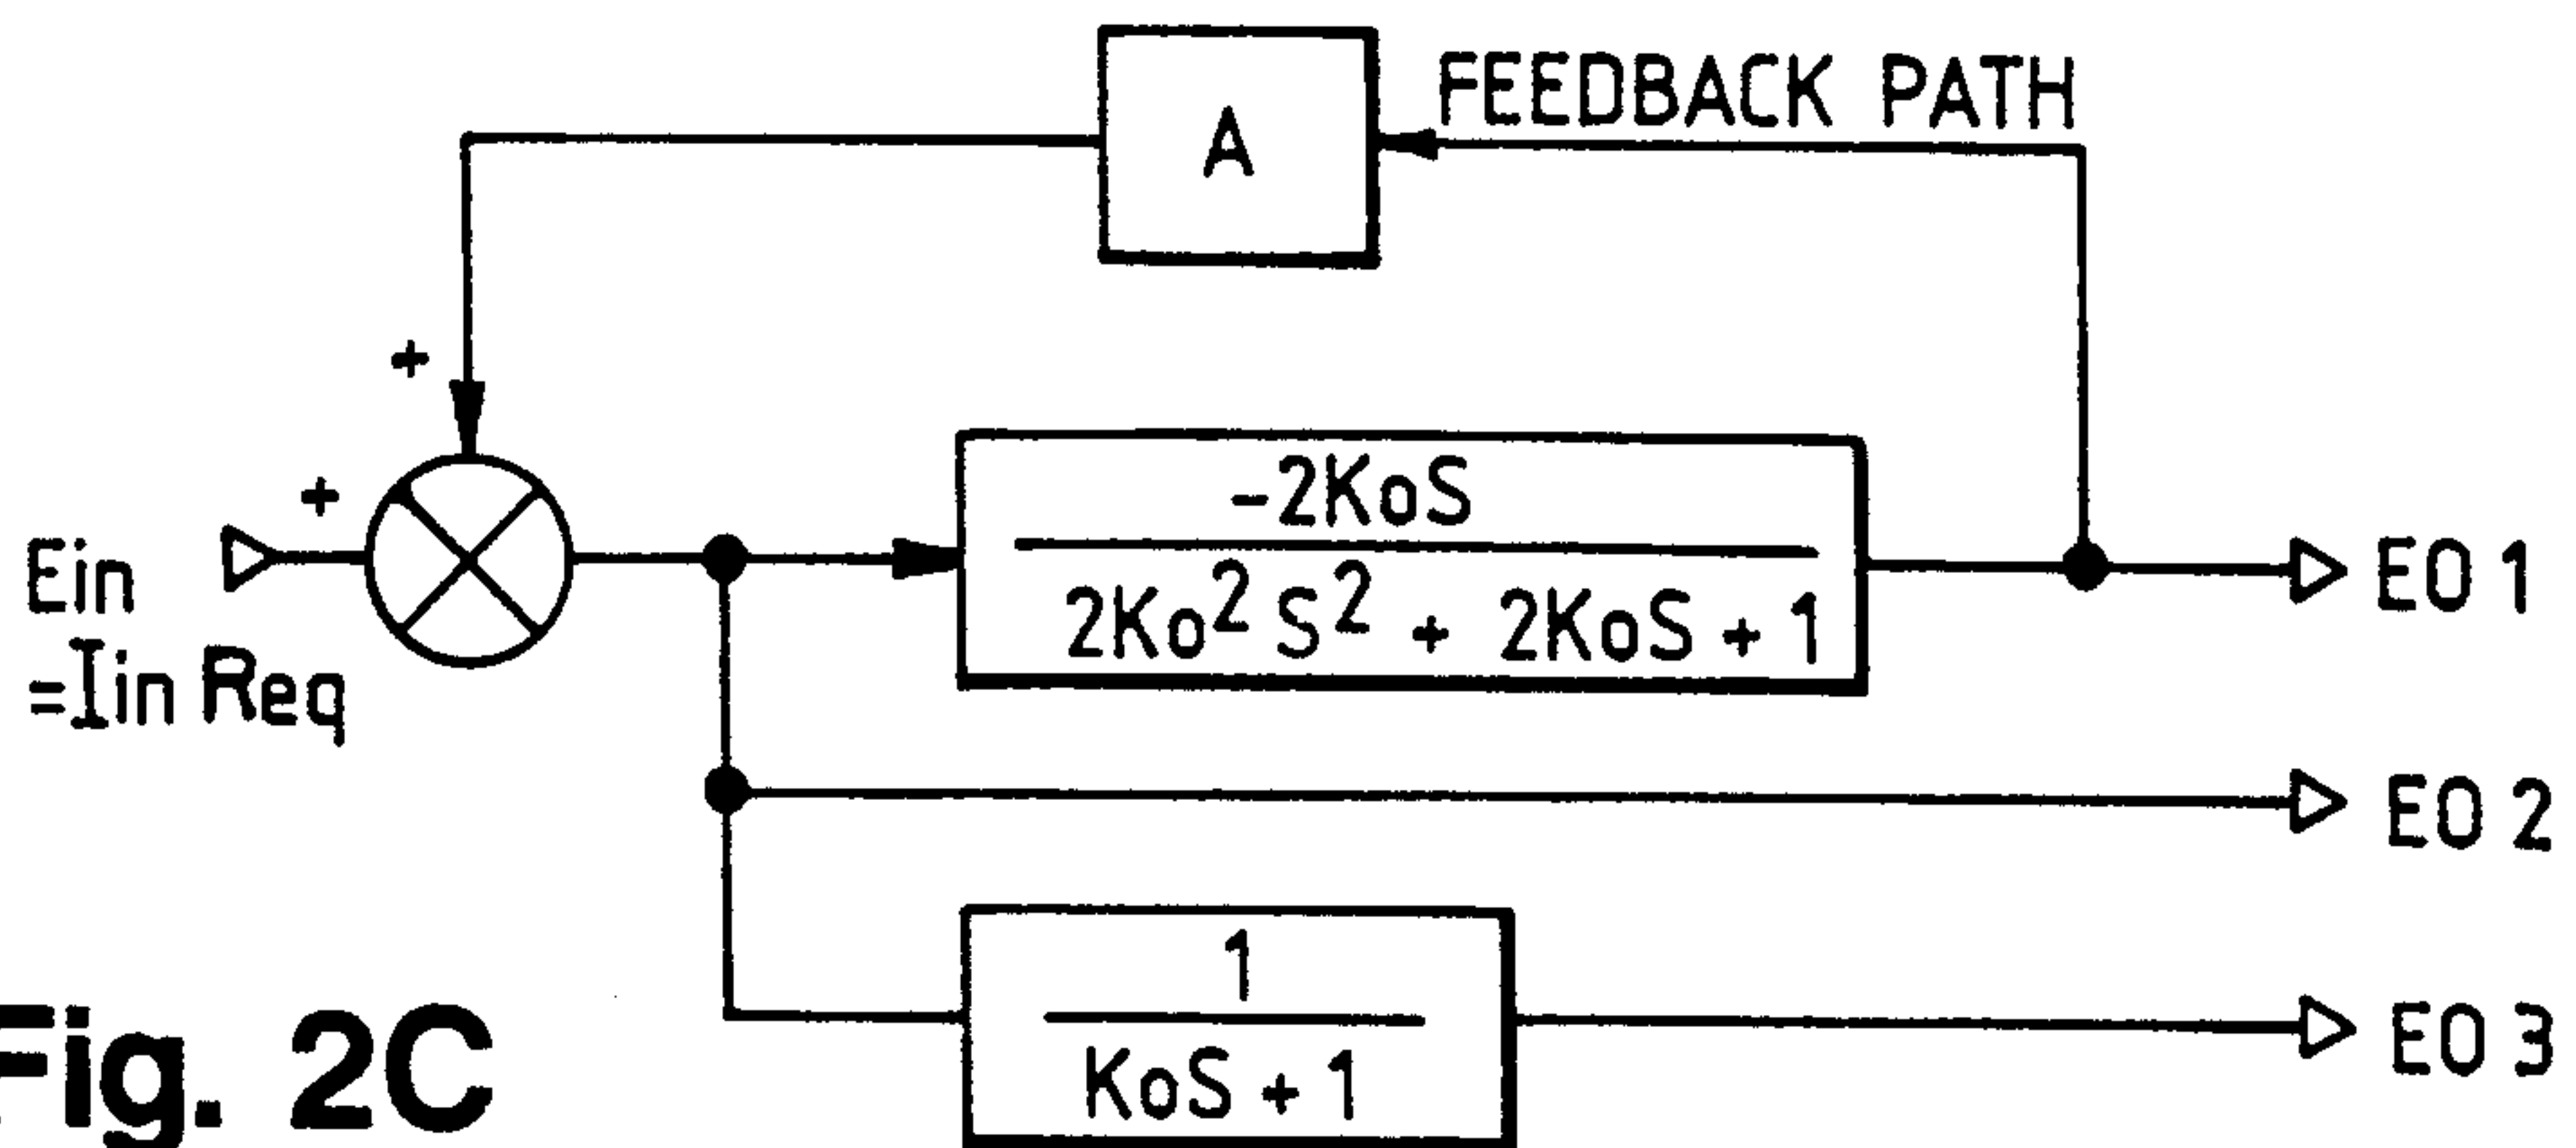 A
FEEDBACK PATH
+
+
Ein
=Iin Req
-2KoS
2Ko² S² + 2KoS + 1
EO 1
EO 2
1
KoS + 1
EO 3
Fig. 2C